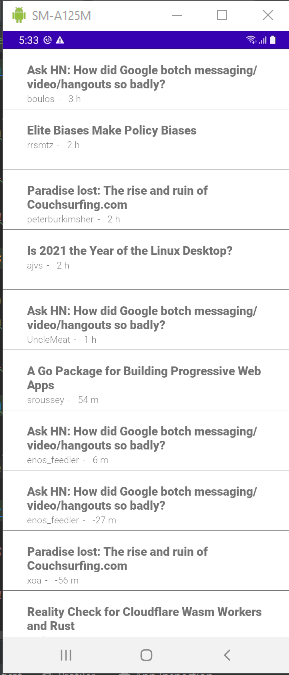 SM-A125M
5:33
Ask HN: How did Google botch messaging/
video/hangouts so badly?
boulos - 3 h
Elite Biases Make Policy Biases
rrsmtz - 2 h
Paradise lost: The rise and ruin of
Couchsurfing.com
peterburkimsher - 2 h
Is 2021 the Year of the Linux Desktop?
ajvs - 2 h
Ask HN: How did Google botch messaging/
video/hangouts so badly?
UncleMeat - 1 h
A Go Package for Building Progressive Web
Apps
sroussey - 54 m
Ask HN: How did Google botch messaging/
video/hangouts so badly?
enos_feedler - 6 m
Ask HN: How did Google botch messaging/
video/hangouts so badly?
enos_feedler - -27 m
Paradise lost: The rise and ruin of
Couchsurfing.com
xoa - -56 m
Reality Check for Cloudflare Wasm Workers
and Rust